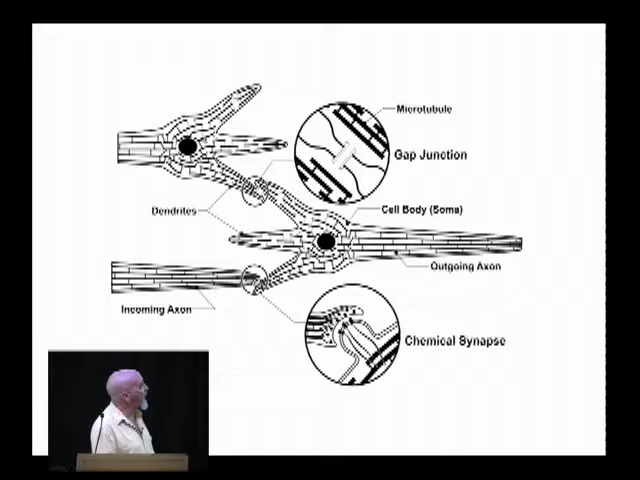 Microtubule
Gap Junction
Dendrites
Cell Body (Soma)
Outgoing Axon
Incoming Axon
Chemical Synapse